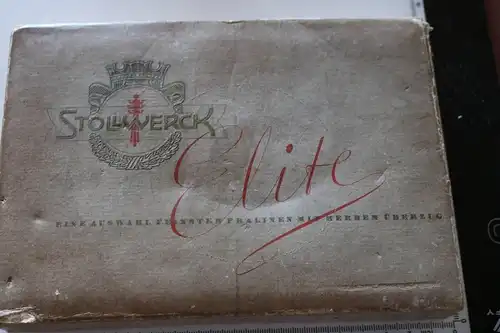 STOLLWERCK
Elite
EINE AUSWAHL FEINSTER PRALINEN MIT HERBEM ÜBERZUG